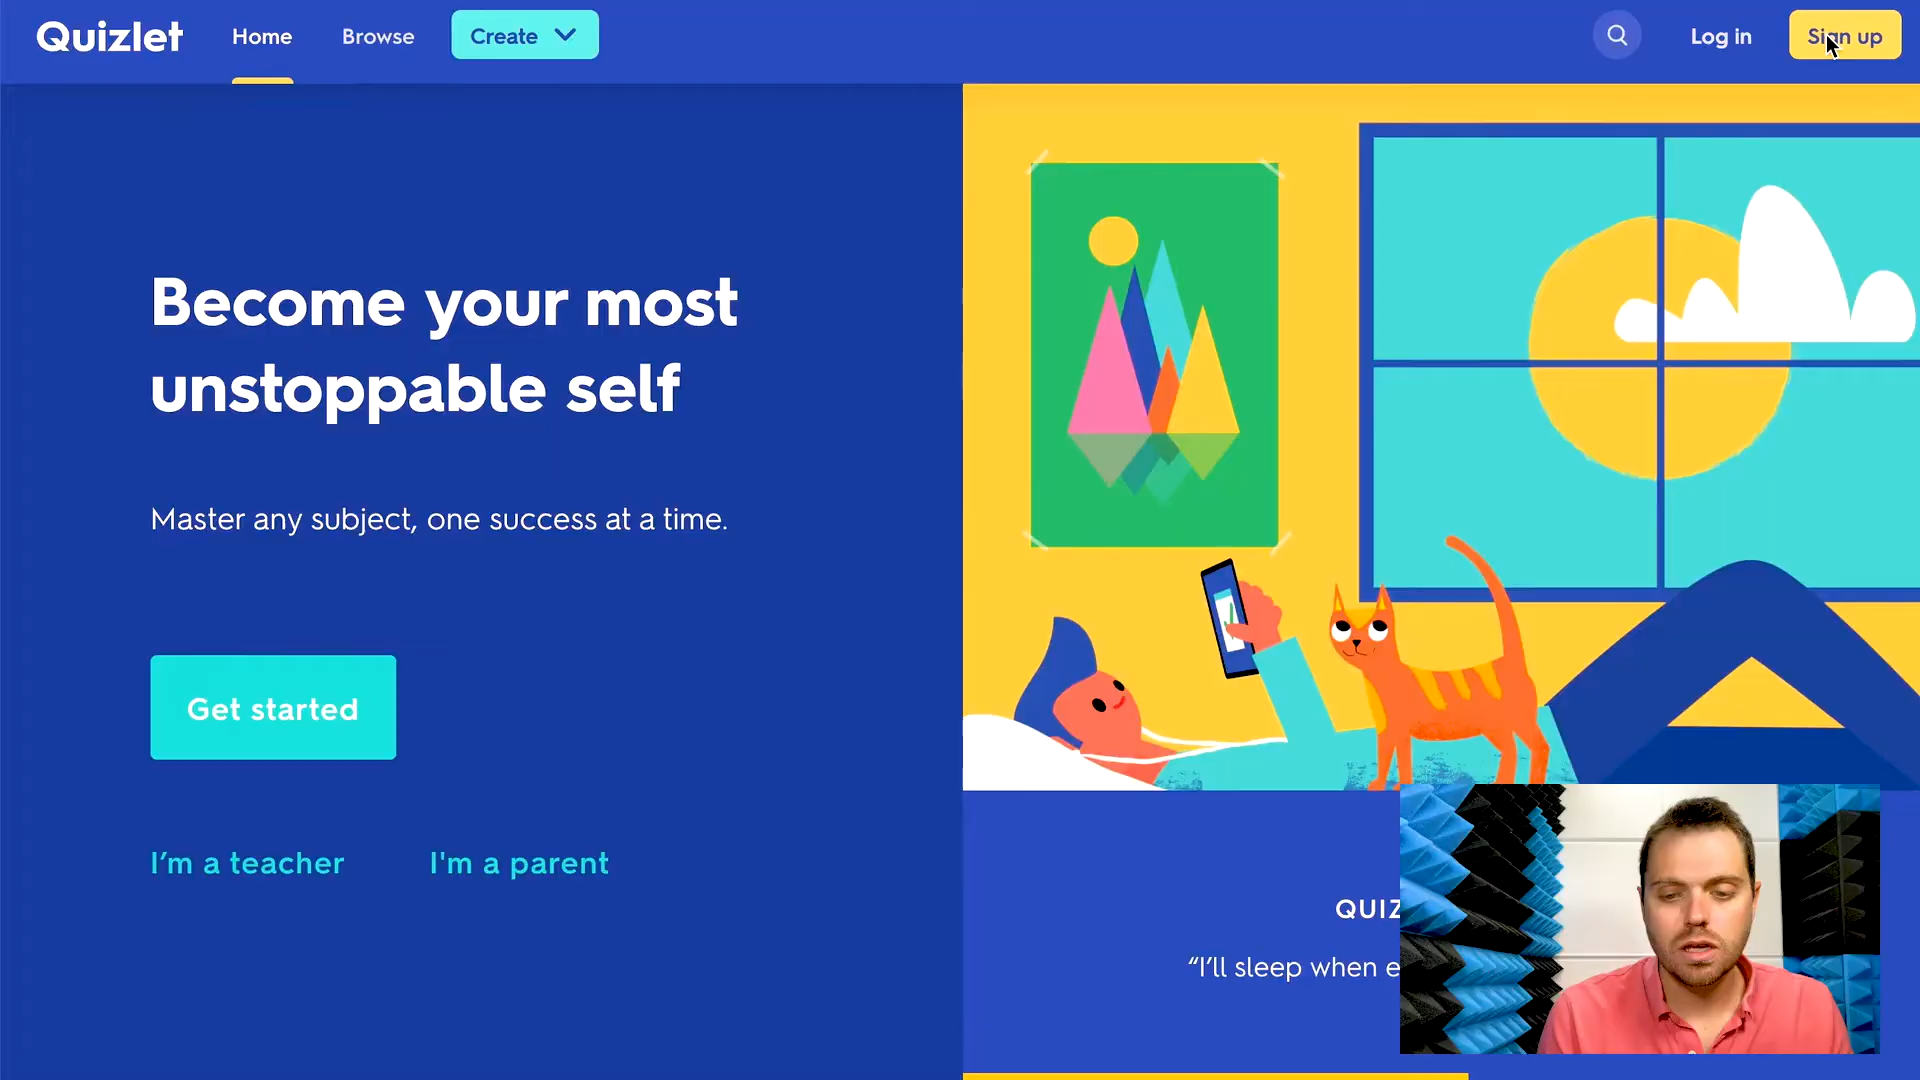 Quizlet Home Browse Create Log in Sign up
Become your most
unstoppable self
Master any subject, one success at a time.
Get started
I'm a teacher I'm a parent
QUIZ
“I'll sleep when e